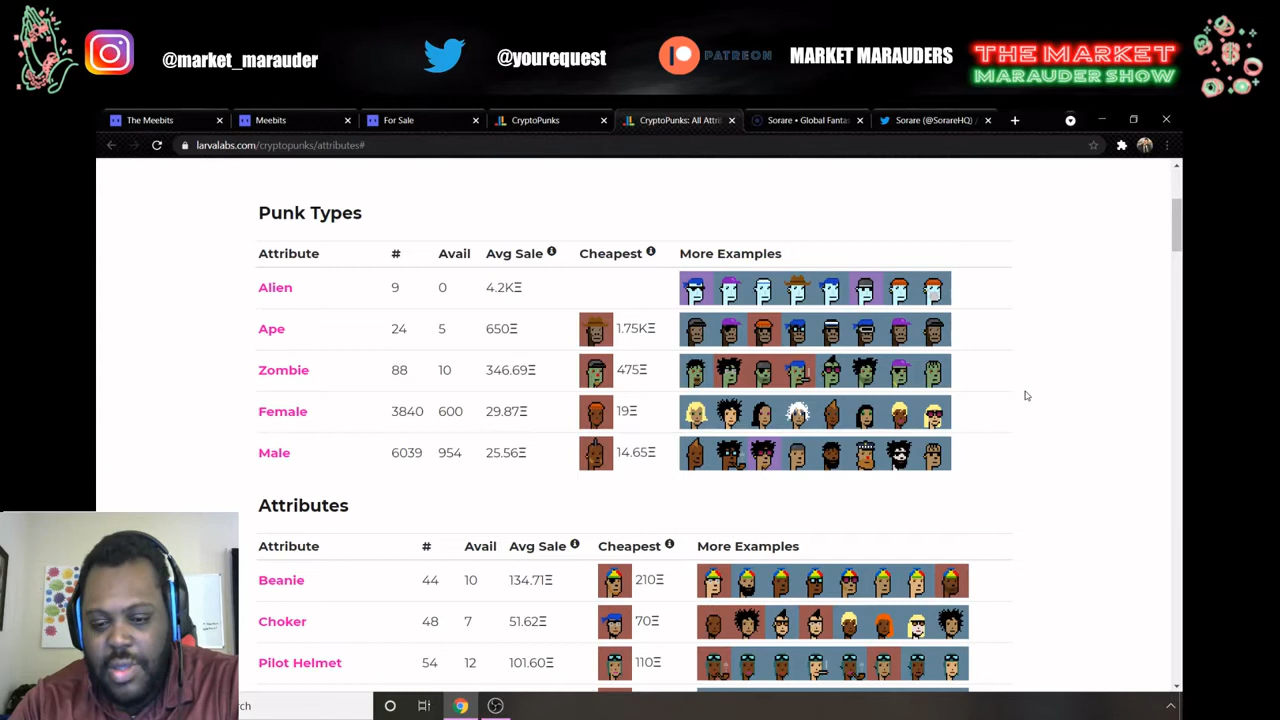 @market_marauder
@yourequest
PATREON
MARKET MARAUDERS
THE MARKET
MARAUDER SHOW
The Meebits
Meebits
For Sale
CryptoPunks
CryptoPunks: All Attri
Sorare • Global Fanta
Sorare (@SorareHQ) /
larvalabs.com/cryptopunks/attributes#
Punk Types
Attribute # Avail Avg Sale Cheapest More Examples
Alien 9 0 4.2KΞ
Ape 24 5 650Ξ 1.75KΞ
Zombie 88 10 346.69Ξ 475Ξ
Female 3840 600 29.87Ξ 19Ξ
Male 6039 954 25.56Ξ 14.65Ξ
Attributes
Attribute # Avail Avg Sale Cheapest More Examples
Beanie 44 10 134.71Ξ 210Ξ
Choker 48 7 51.62Ξ 70Ξ
Pilot Helmet 54 12 101.60Ξ 110Ξ
rch